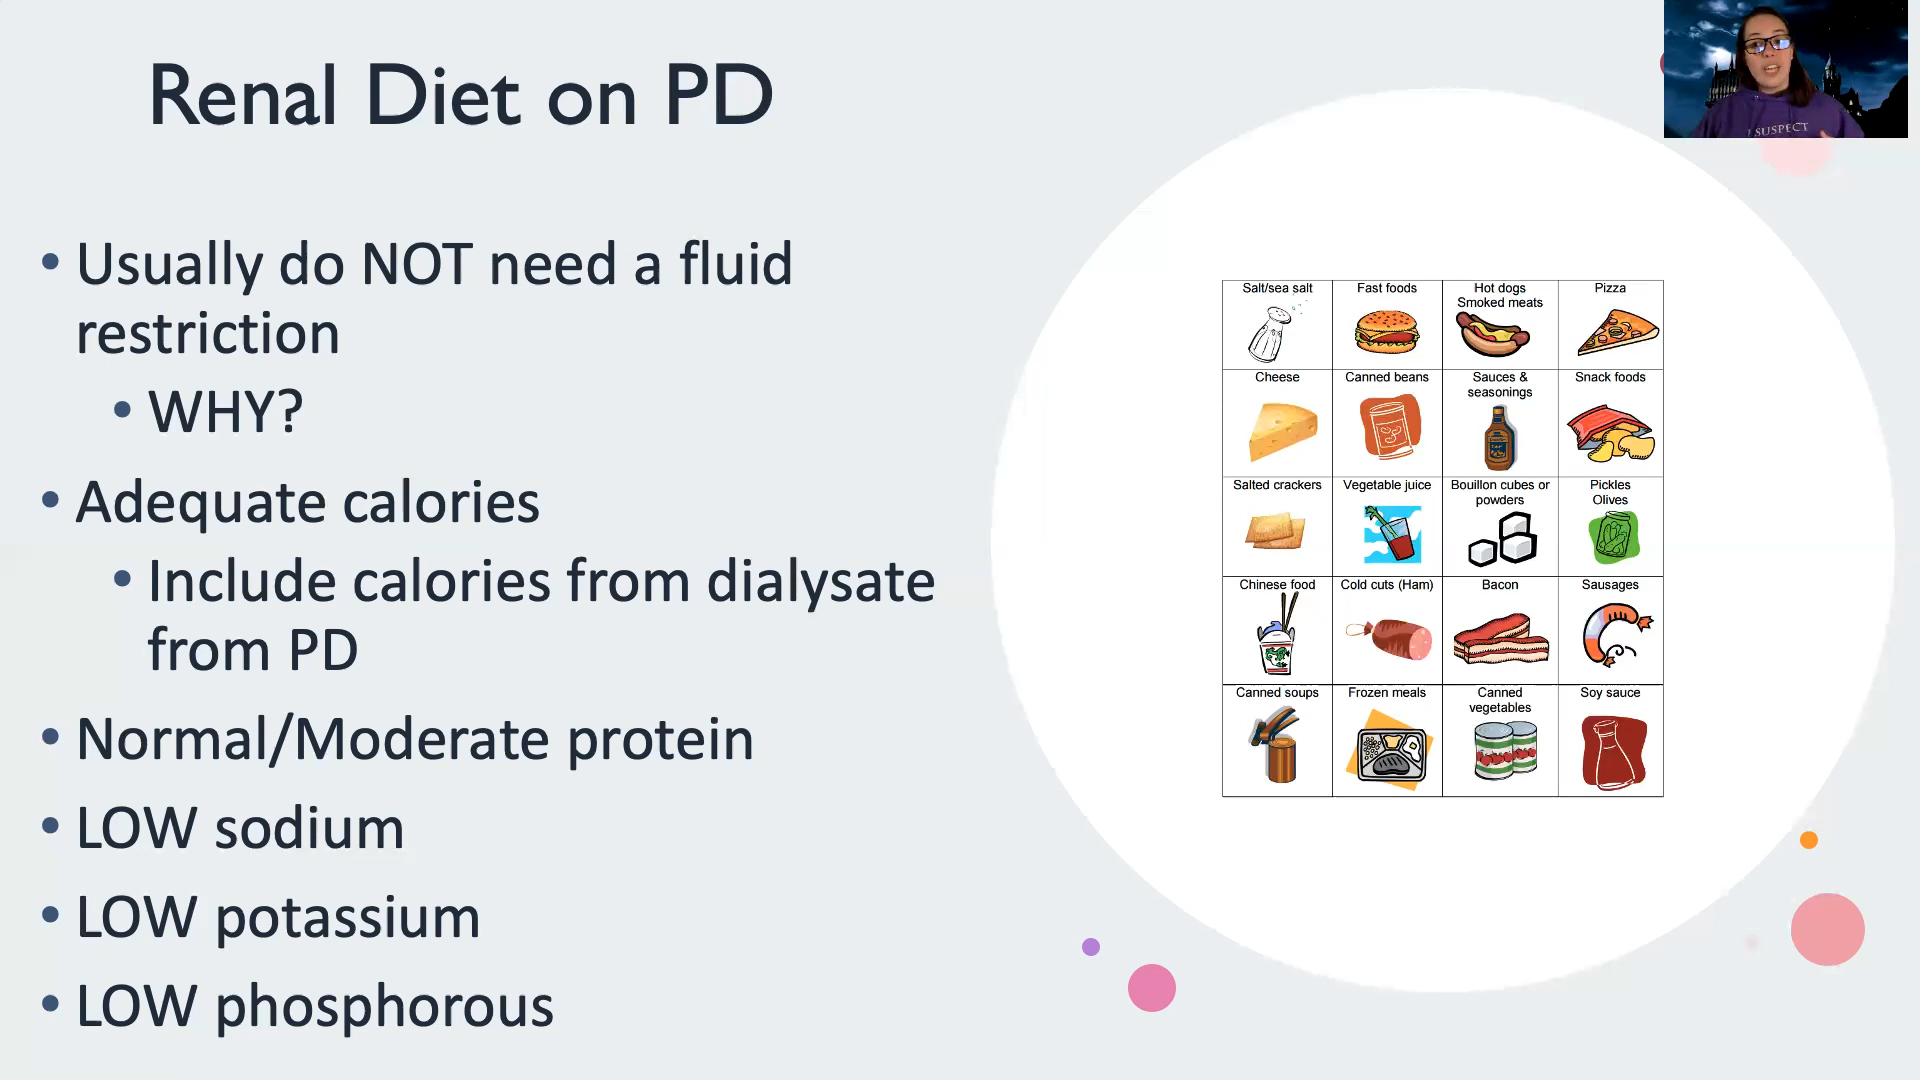 Renal Diet on PD
• Usually do NOT need a fluid
restriction
• WHY?
• Adequate calories
• Include calories from dialysate
from PD
• Normal/Moderate protein
• LOW sodium
• LOW potassium
• LOW phosphorous
Salt/sea salt
Fast foods
Hot dogs
Smoked meats
Pizza
Cheese
Canned beans
Sauces &
seasonings
Snack foods
Salted crackers
Vegetable juice
Bouillon cubes or
powders
Pickles
Olives
Chinese food
Cold cuts (Ham)
Bacon
Sausages
Canned soups
Frozen meals
Canned
vegetables
Soy sauce
I SUSPECT